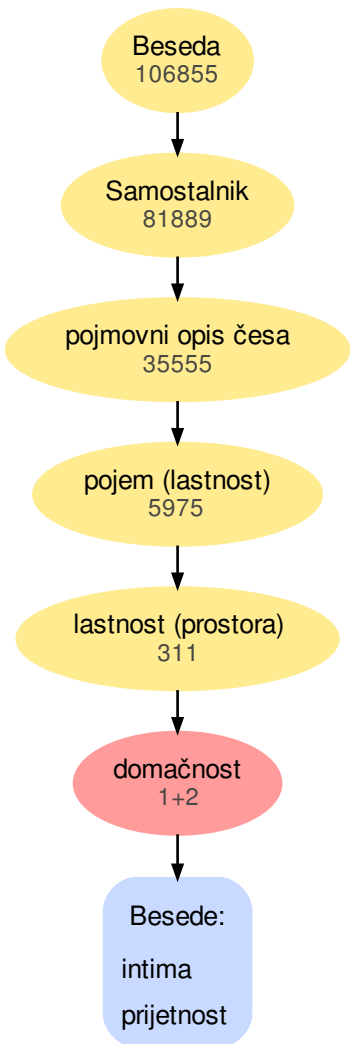 Beseda
106855
Samostalnik
81889
pojmovni opis česa
35555
pojem (lastnost)
5975
lastnost (prostora)
311
domačnost
1+2
Besede:
intima
prijetnost